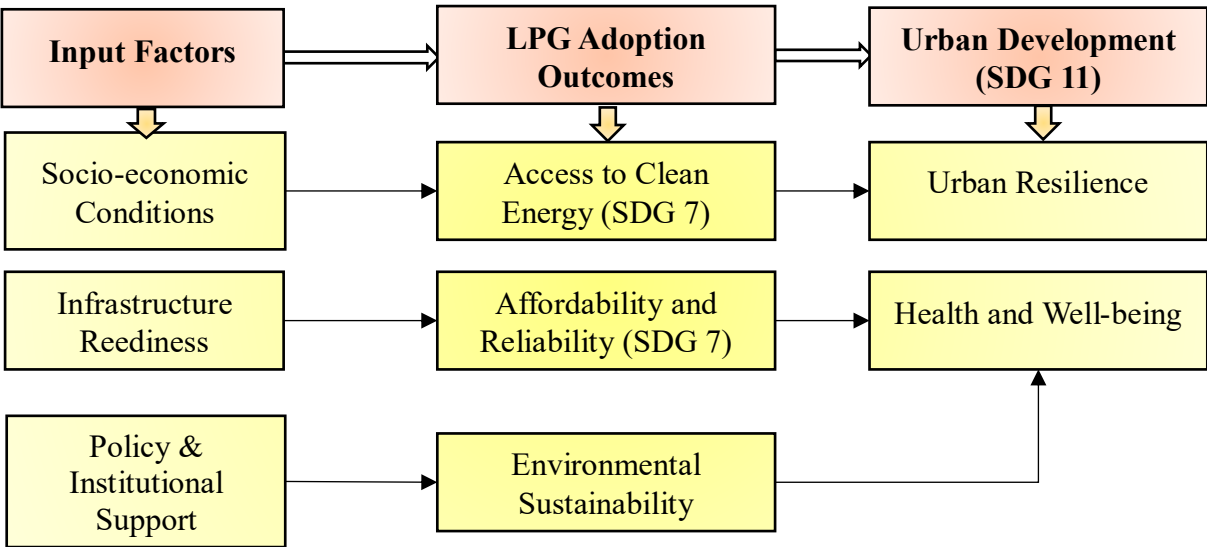 Input Factors
LPG Adoption
Outcomes
Urban Development
(SDG 11)
Socio-economic
Conditions
Access to Clean
Energy (SDG 7)
Urban Resilience
Infrastructure
Reediness
Affordability and
Reliability (SDG 7)
Health and Well-being
Policy &
Institutional
Support
Environmental
Sustainability